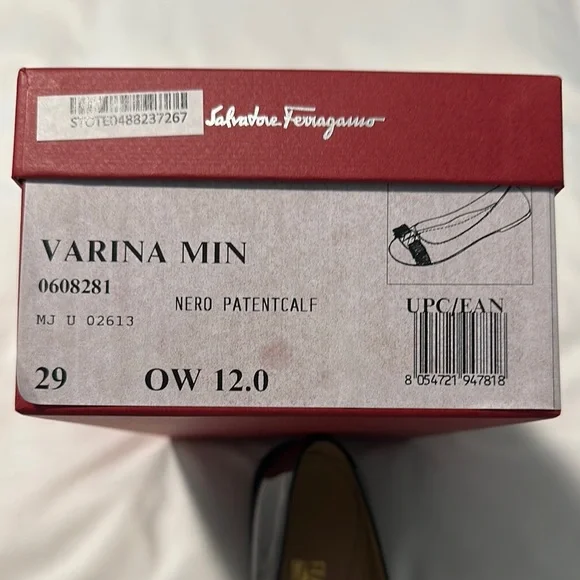 STOTE0488237267
Salvatore Ferragamo
VARINA MIN
0608281
NERO PATENTCALF
MJ U 02613
UPC/EAN
8 054721 947818
29 OW 12.0